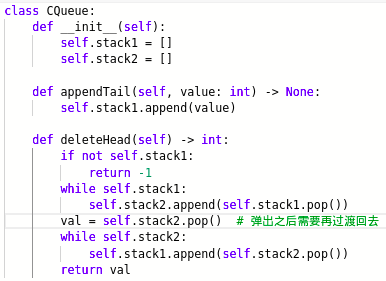 class CQueue:
    def __init__(self):
        self.stack1 = []
        self.stack2 = []

    def appendTail(self, value: int) -> None:
        self.stack1.append(value)

    def deleteHead(self) -> int:
        if not self.stack1:
            return -1
        while self.stack1:
            self.stack2.append(self.stack1.pop())
        val = self.stack2.pop()  # 弹出之后需要再过渡回去
        while self.stack2:
            self.stack1.append(self.stack2.pop())
        return val